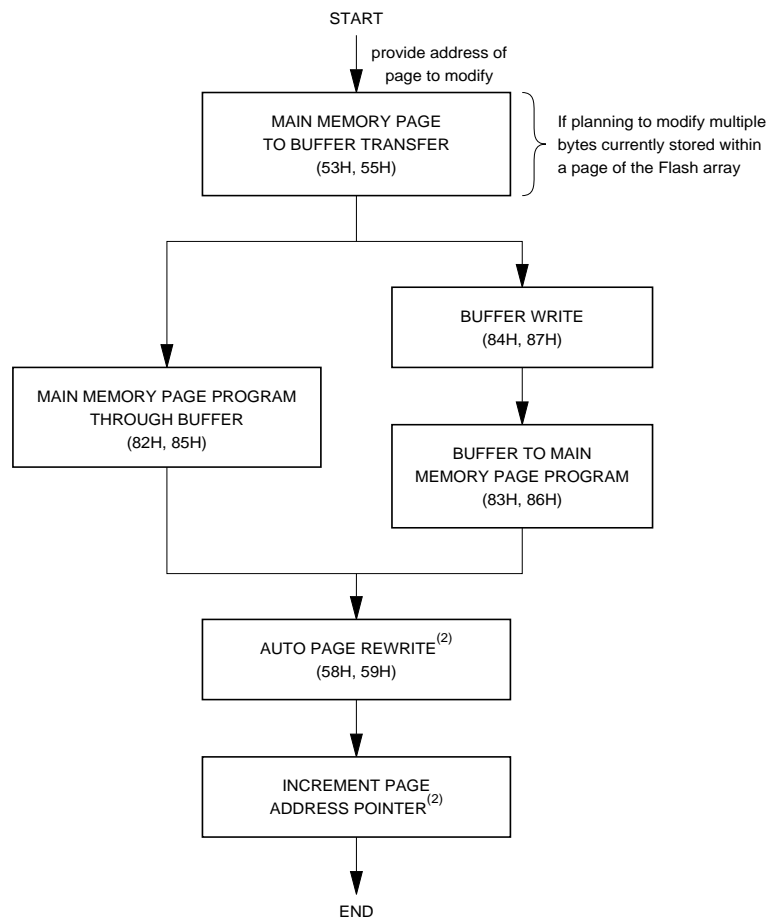 START
provide address of
page to modify
MAIN MEMORY PAGE
TO BUFFER TRANSFER
(53H, 55H)
If planning to modify multiple
bytes currently stored within
a page of the Flash array
BUFFER WRITE
(84H, 87H)
MAIN MEMORY PAGE PROGRAM
THROUGH BUFFER
(82H, 85H)
BUFFER TO MAIN
MEMORY PAGE PROGRAM
(83H, 86H)
AUTO PAGE REWRITE(2)
(58H, 59H)
INCREMENT PAGE
ADDRESS POINTER(2)
END